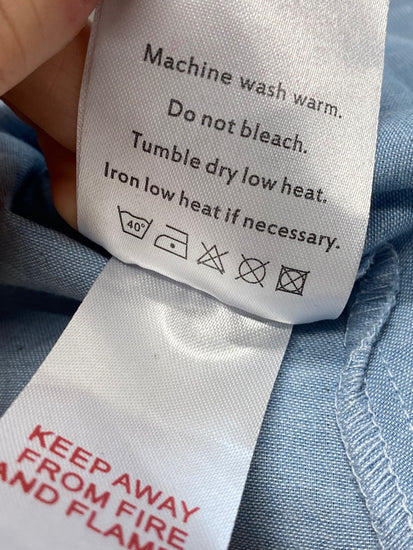 Machine wash warm.
Do not bleach.
Tumble dry low heat.
Iron low heat if necessary.
40°
KEEP AWAY
FROM FIRE
AND FLAME